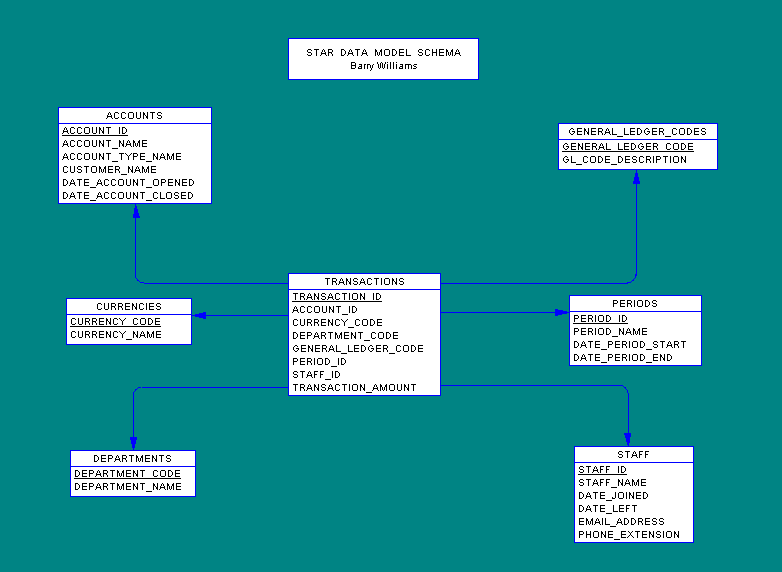 STAR DATA MODEL SCHEMA
Barry Williams
ACCOUNTS
ACCOUNT_ID
ACCOUNT_NAME
ACCOUNT_TYPE_NAME
CUSTOMER_NAME
DATE_ACCOUNT_OPENED
DATE_ACCOUNT_CLOSED
GENERAL_LEDGER_CODES
GENERAL_LEDGER_CODE
GL_CODE_DESCRIPTION
TRANSACTIONS
TRANSACTION_ID
ACCOUNT_ID
CURRENCY_CODE
DEPARTMENT_CODE
GENERAL_LEDGER_CODE
PERIOD_ID
STAFF_ID
TRANSACTION_AMOUNT
CURRENCIES
CURRENCY_CODE
CURRENCY_NAME
PERIODS
PERIOD_ID
PERIOD_NAME
DATE_PERIOD_START
DATE_PERIOD_END
DEPARTMENTS
DEPARTMENT_CODE
DEPARTMENT_NAME
STAFF
STAFF_ID
STAFF_NAME
DATE_JOINED
DATE_LEFT
EMAIL_ADDRESS
PHONE_EXTENSION